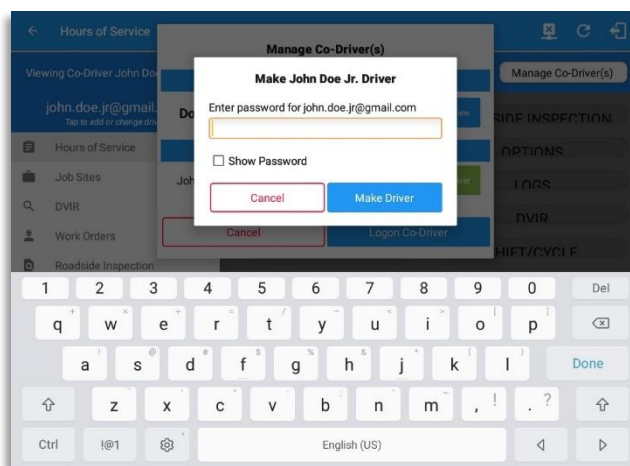 Hours of Service
Manage Co-Driver(s)
Viewing Co-Driver John Do
Manage Co-Driver(s)
Make John Doe Jr. Driver
john.doe.jr@gmail.
Tap to add or change driv
Enter password for john.doe.jr@gmail.com
Do
SIDE INSPECTION
Hours of Service
Show Password
OPTIONS
Job Sites
Joh
Cancel
Make Driver
LOGS
DVIR
DVIR
Work Orders
Cancel
Logon Co-Driver
HIFT/CYCLE
Roadside Inspection
1 2 3 4 5 6 7 8 9 0 Del
q + w × e ÷ r = t / y _ u i o [ p ]
a ! s @ d # f $ g % h & j * k ( l ) Done
z x c v b n m , ! . ?
Ctrl !@1 English (US)